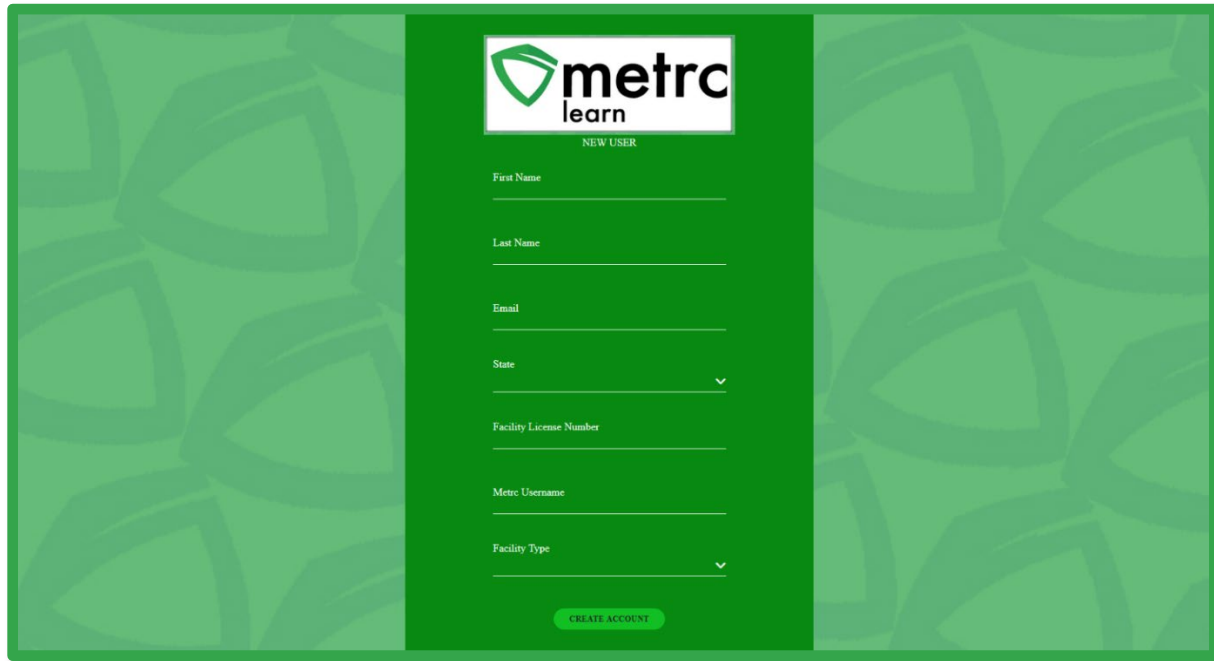 metrc
learn
NEW USER
First Name
Last Name
Email
State
Facility License Number
Metrc Username
Facility Type
CREATE ACCOUNT